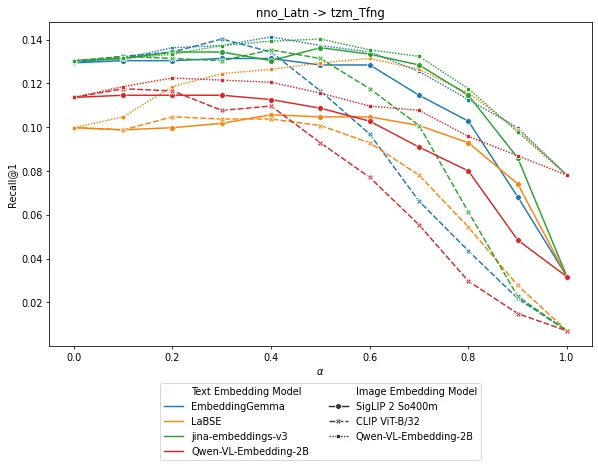 nno_Latn -> tzm_Tfng
Recall@1
0.14
0.12
0.10
0.08
0.06
0.04
0.02
0.0 0.2 0.4 0.6 0.8 1.0
α
Text Embedding Model
EmbeddingGemma
LaBSE
jina-embeddings-v3
Qwen-VL-Embedding-2B
Image Embedding Model
SigLIP 2 So400m
CLIP ViT-B/32
Qwen-VL-Embedding-2B